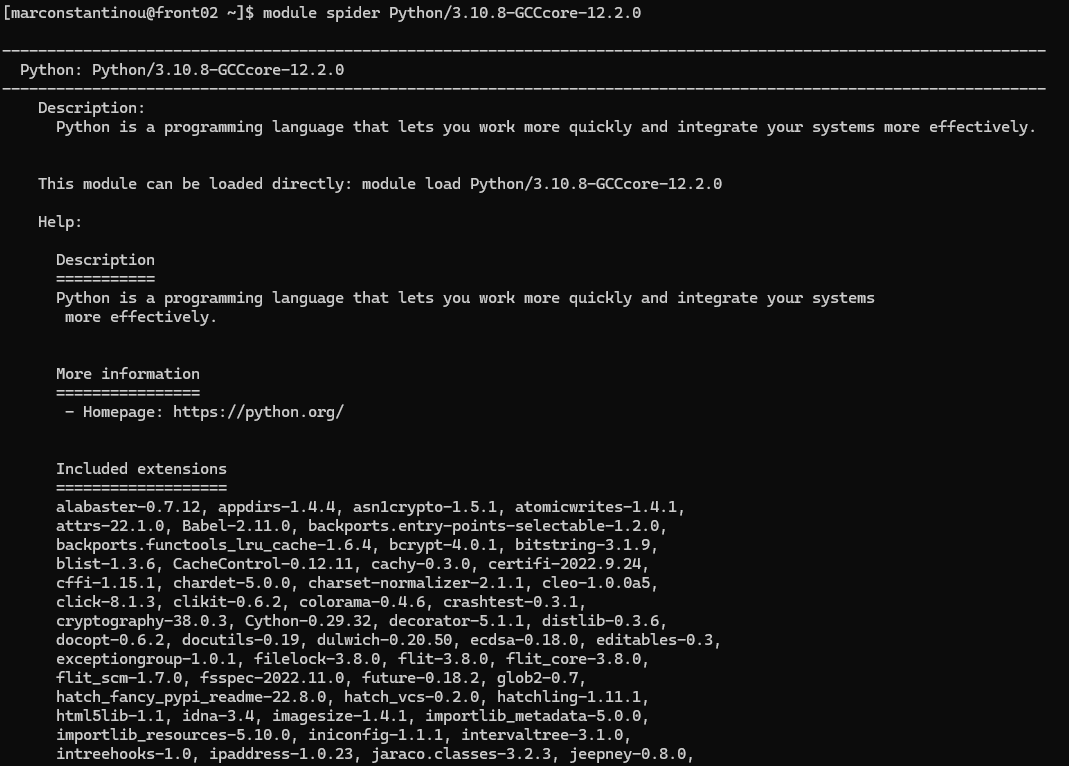 [marconstantinou@front02 ~]$ module spider Python/3.10.8-GCCcore-12.2.0
--------------------------------------------------------------------------------------------------------------------
Python: Python/3.10.8-GCCcore-12.2.0
--------------------------------------------------------------------------------------------------------------------
Description:
Python is a programming language that lets you work more quickly and integrate your systems more effectively.
This module can be loaded directly: module load Python/3.10.8-GCCcore-12.2.0
Help:
Description
===========
Python is a programming language that lets you work more quickly and integrate your systems
more effectively.
More information
================
- Homepage: https://python.org/
Included extensions
===================
alabaster-0.7.12, appdirs-1.4.4, asn1crypto-1.5.1, atomicwrites-1.4.1,
attrs-22.1.0, Babel-2.11.0, backports.entry-points-selectable-1.2.0,
backports.functools_lru_cache-1.6.4, bcrypt-4.0.1, bitstring-3.1.9,
blist-1.3.6, CacheControl-0.12.11, cachy-0.3.0, certifi-2022.9.24,
cffi-1.15.1, chardet-5.0.0, charset-normalizer-2.1.1, cleo-1.0.0a5,
click-8.1.3, clikit-0.6.2, colorama-0.4.6, crashtest-0.3.1,
cryptography-38.0.3, Cython-0.29.32, decorator-5.1.1, distlib-0.3.6,
docopt-0.6.2, docutils-0.19, dulwich-0.20.50, ecdsa-0.18.0, editables-0.3,
exceptiongroup-1.0.1, filelock-3.8.0, flit-3.8.0, flit_core-3.8.0,
flit_scm-1.7.0, fsspec-2022.11.0, future-0.18.2, glob2-0.7,
hatch_fancy_pypi_readme-22.8.0, hatch_vcs-0.2.0, hatchling-1.11.1,
html5lib-1.1, idna-3.4, imagesize-1.4.1, importlib_metadata-5.0.0,
importlib_resources-5.10.0, iniconfig-1.1.1, intervaltree-3.1.0,
intreehooks-1.0, ipaddress-1.0.23, jaraco.classes-3.2.3, jeepney-0.8.0,